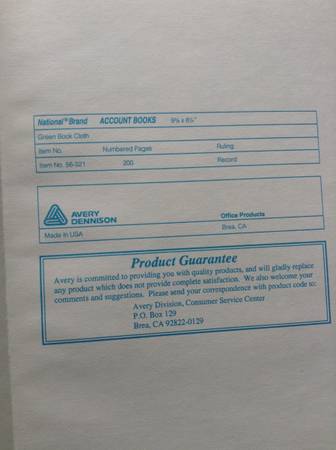 National® Brand ACCOUNT BOOKS
Green Book Cloth
Item No. Numbered Pages Ruling
Item No. 56-321 200 Record
AVERY
DENNISON
Office Products
Made in USA Brea, CA
Product Guarantee
Avery is committed to providing you with quality products, and will gladly replace
any product which does not provide complete satisfaction. We also welcome your
comments and suggestions. Please send your correspondence with product code to:
Avery Division, Consumer Service Center
P.O. Box 129
Brea, CA 92822-0129